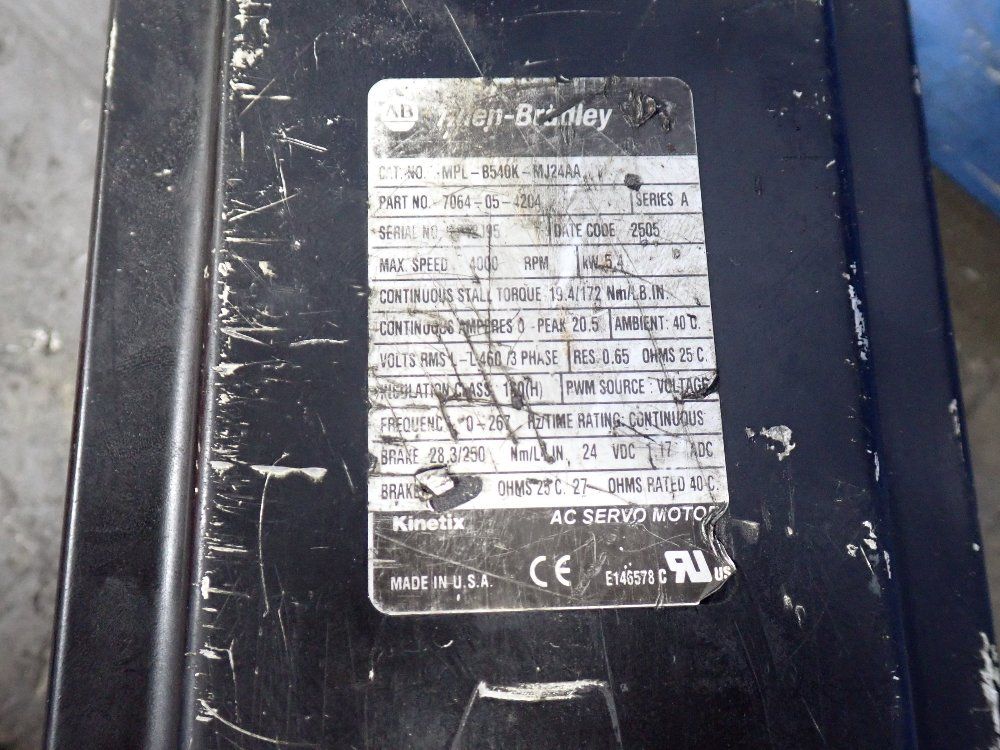 AB Allen-Bradley
CAT. NO. MPL-B540K-MJ24AA
PART NO. 7064-05-4204 SERIES A
SERIAL NO. DATE CODE 2505
MAX. SPEED 4000 RPM kW 5.4
CONTINUOUS STALL TORQUE 19.4/172 Nm/LB.IN.
CONTINUOUS AMPERES 0-PEAK 20.5 AMBIENT: 40 C.
VOLTS RMS L-L 460/3 PHASE RES. 0.65 OHMS 25 C.
INSULATION CLASS 180(H) PWM SOURCE: VOLTAGE
FREQUENCY 0-267 Hz/TIME RATING: CONTINUOUS
BRAKE 28.3/250 Nm/LB.IN, 24 VDC ADC
BRAKE OHMS 25 C. 27 OHMS RATED 40 C.
Kinetix AC SERVO MOTOR
MADE IN U.S.A. CE E146578 C RU US